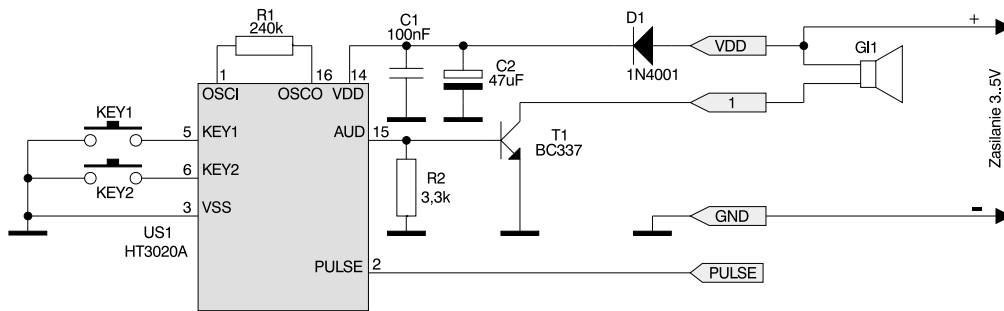 R1
240k
C1
100nF
C2
47uF
D1
1N4001
VDD
+
Gl1
1
16
14
OSCI
OSCO
VDD
KEY1
5
KEY1
AUD
15
1
T1
BC337
KEY2
6
KEY2
R2
3,3k
3
VSS
GND
-
US1
HT3020A
PULSE
2
PULSE
Zasilanie 3..5V